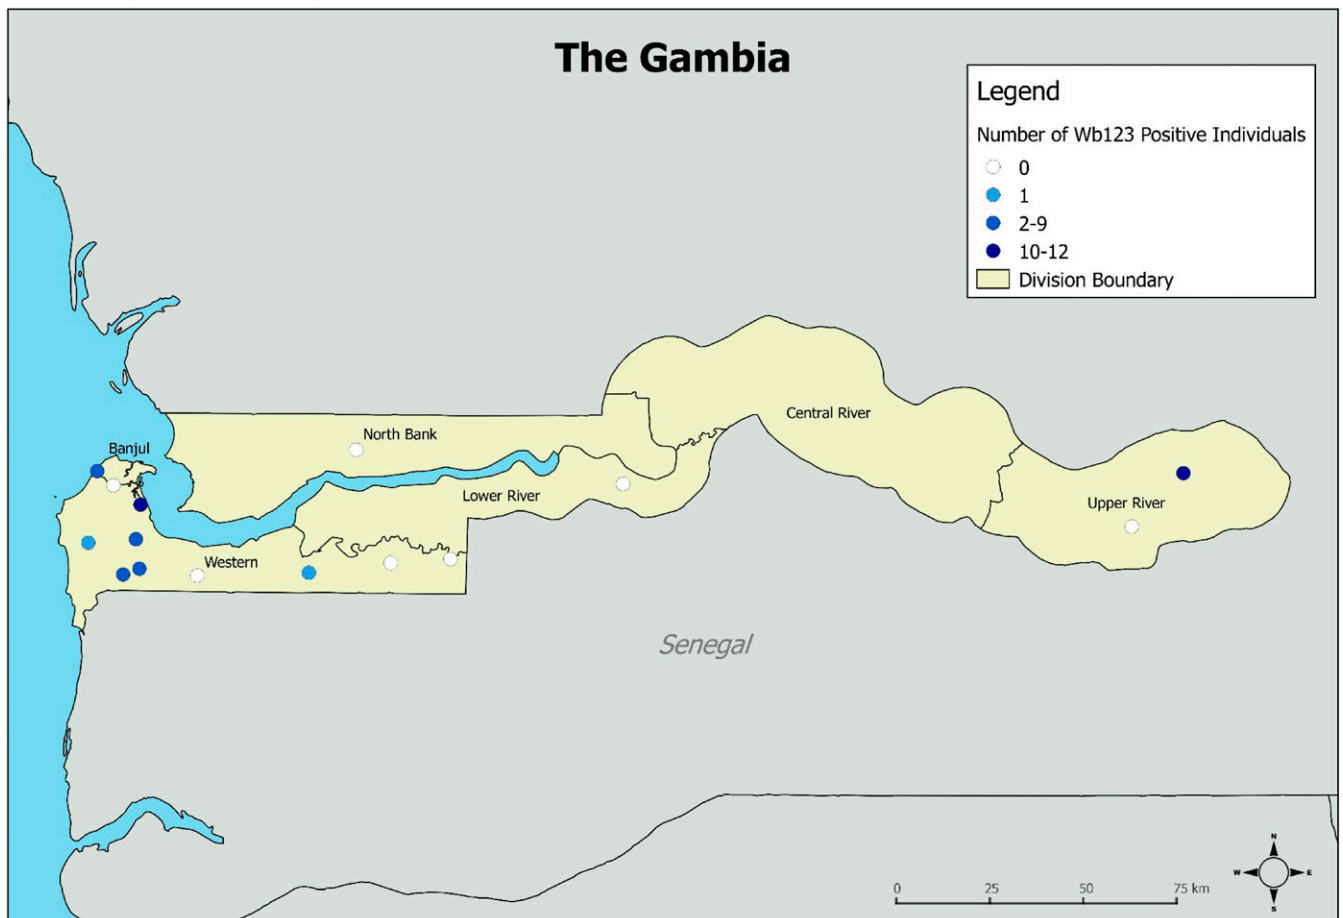 The Gambia
Legend
Number of Wb123 Positive Individuals
0
1
2-9
10-12
Division Boundary
Central River
North Bank
Banjul
Lower River
Upper River
Western
Senegal
N
W E
S
0 25 50 75 km